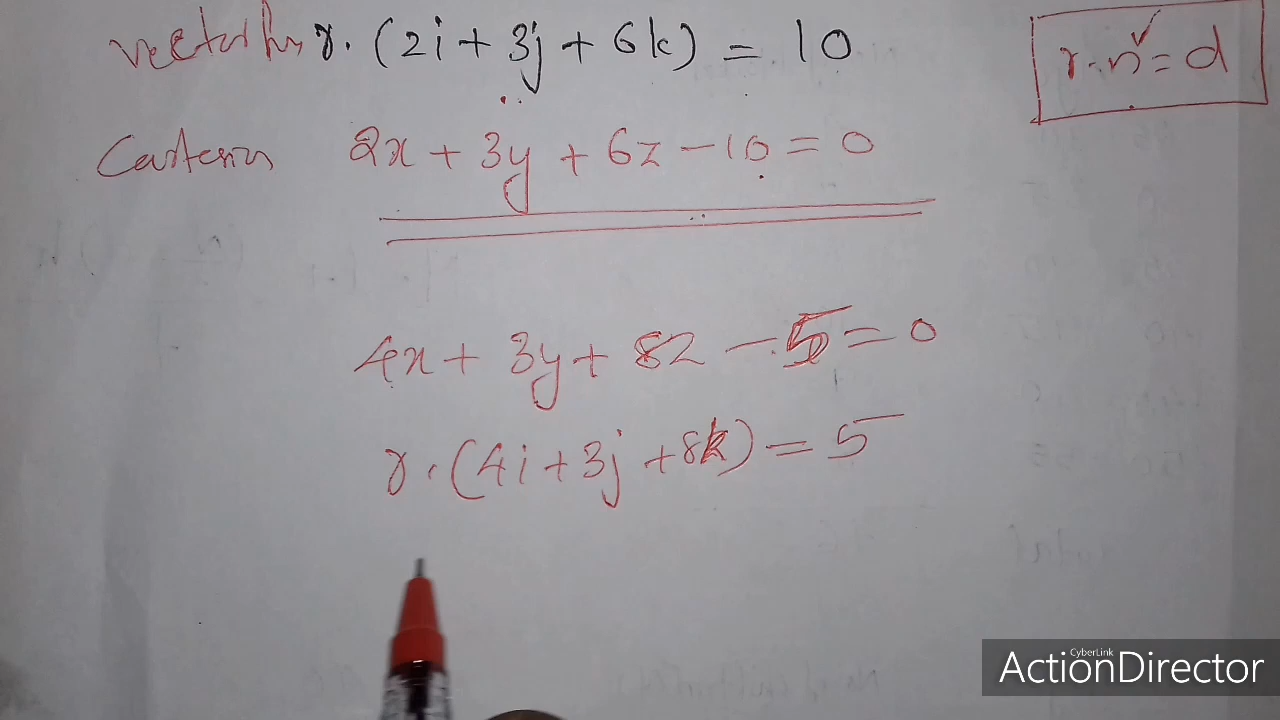 r. (2i + 3j + 6k) = 10
r.n = d
2x + 3y + 6z - 10 = 0
4x + 3y + 8z - 5 = 0
r. (4i + 3j + 8k) = 5
CyberLink
ActionDirector